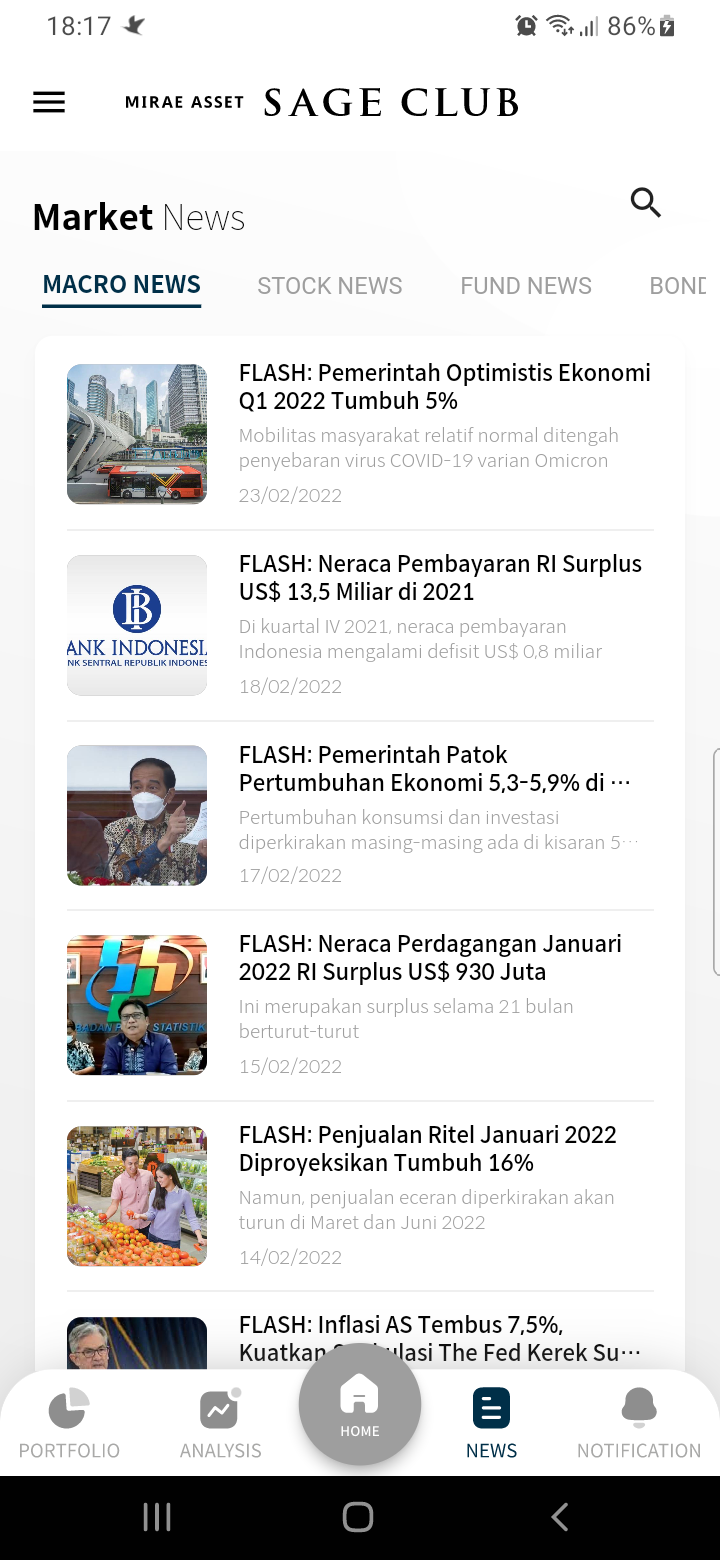 18:17
86%
MIRAE ASSET SAGE CLUB
Market News
MACRO NEWS
STOCK NEWS
FUND NEWS
BOND
FLASH: Pemerintah Optimistis Ekonomi
Q1 2022 Tumbuh 5%
Mobilitas masyarakat relatif normal ditengah
penyebaran virus COVID-19 varian Omicron
23/02/2022
ANK INDONESIA
NK SENTRAL REPUBLIK INDONES
FLASH: Neraca Pembayaran RI Surplus
US$ 13,5 Miliar di 2021
Di kuartal IV 2021, neraca pembayaran
Indonesia mengalami defisit US$ 0,8 miliar
18/02/2022
FLASH: Pemerintah Patok
Pertumbuhan Ekonomi 5,3-5,9% di ...
Pertumbuhan konsumsi dan investasi
diperkirakan masing-masing ada di kisaran 5...
17/02/2022
BADAN P STATISTIK
FLASH: Neraca Perdagangan Januari
2022 RI Surplus US$ 930 Juta
Ini merupakan surplus selama 21 bulan
berturut-turut
15/02/2022
FLASH: Penjualan Ritel Januari 2022
Diproyeksikan Tumbuh 16%
Namun, penjualan eceran diperkirakan akan
turun di Maret dan Juni 2022
14/02/2022
FLASH: Inflasi AS Tembus 7,5%,
Kuatkan lasi The Fed Kerek Su...
PORTFOLIO
ANALYSIS
HOME
NEWS
NOTIFICATION